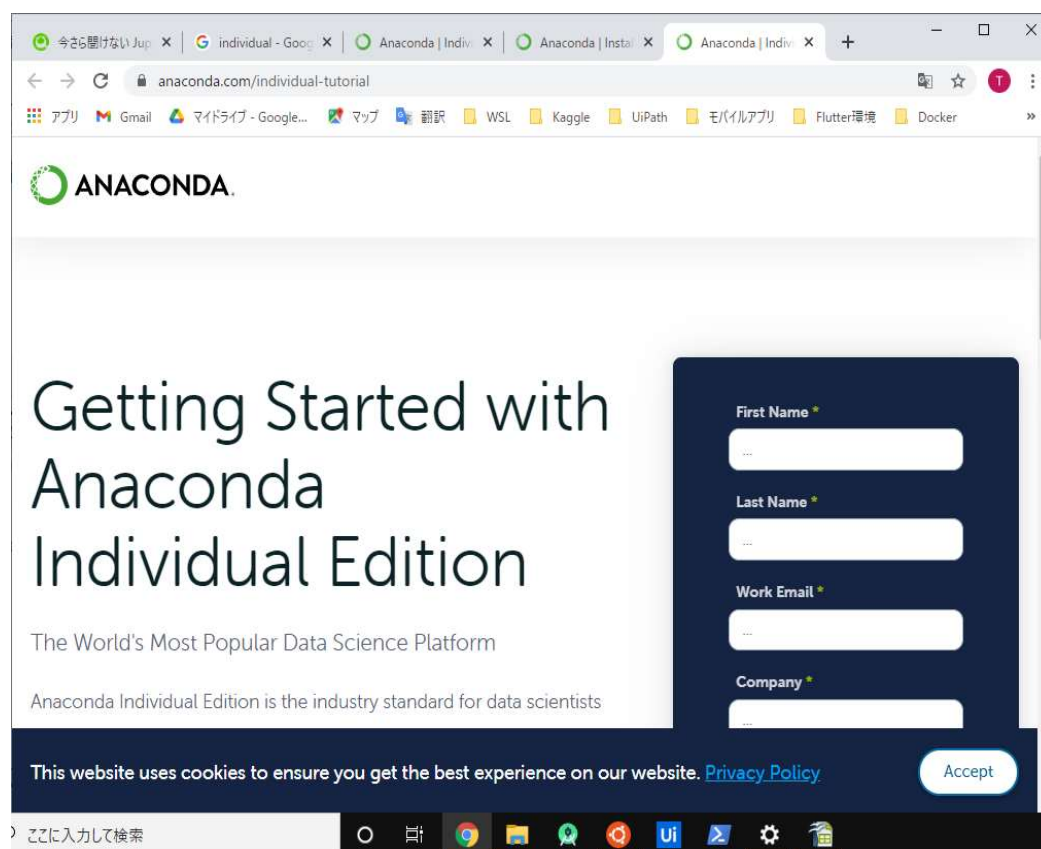 今さら聞けない Jup
individual - Goog
Anaconda | Indiv
Anaconda | Instal
Anaconda | Indiv
anaconda.com/individual-tutorial
T
アプリ
Gmail
マイドライブ - Google...
マップ
翻訳
WSL
Kaggle
UiPath
モバイルアプリ
Flutter環境
Docker
»
ANACONDA.
Getting Started with
Anaconda
Individual Edition
The World's Most Popular Data Science Platform
Anaconda Individual Edition is the industry standard for data scientists
First Name *
...
Last Name *
...
Work Email *
...
Company *
...
This website uses cookies to ensure you get the best experience on our website. Privacy Policy
Accept
ここに入力して検索
Ui